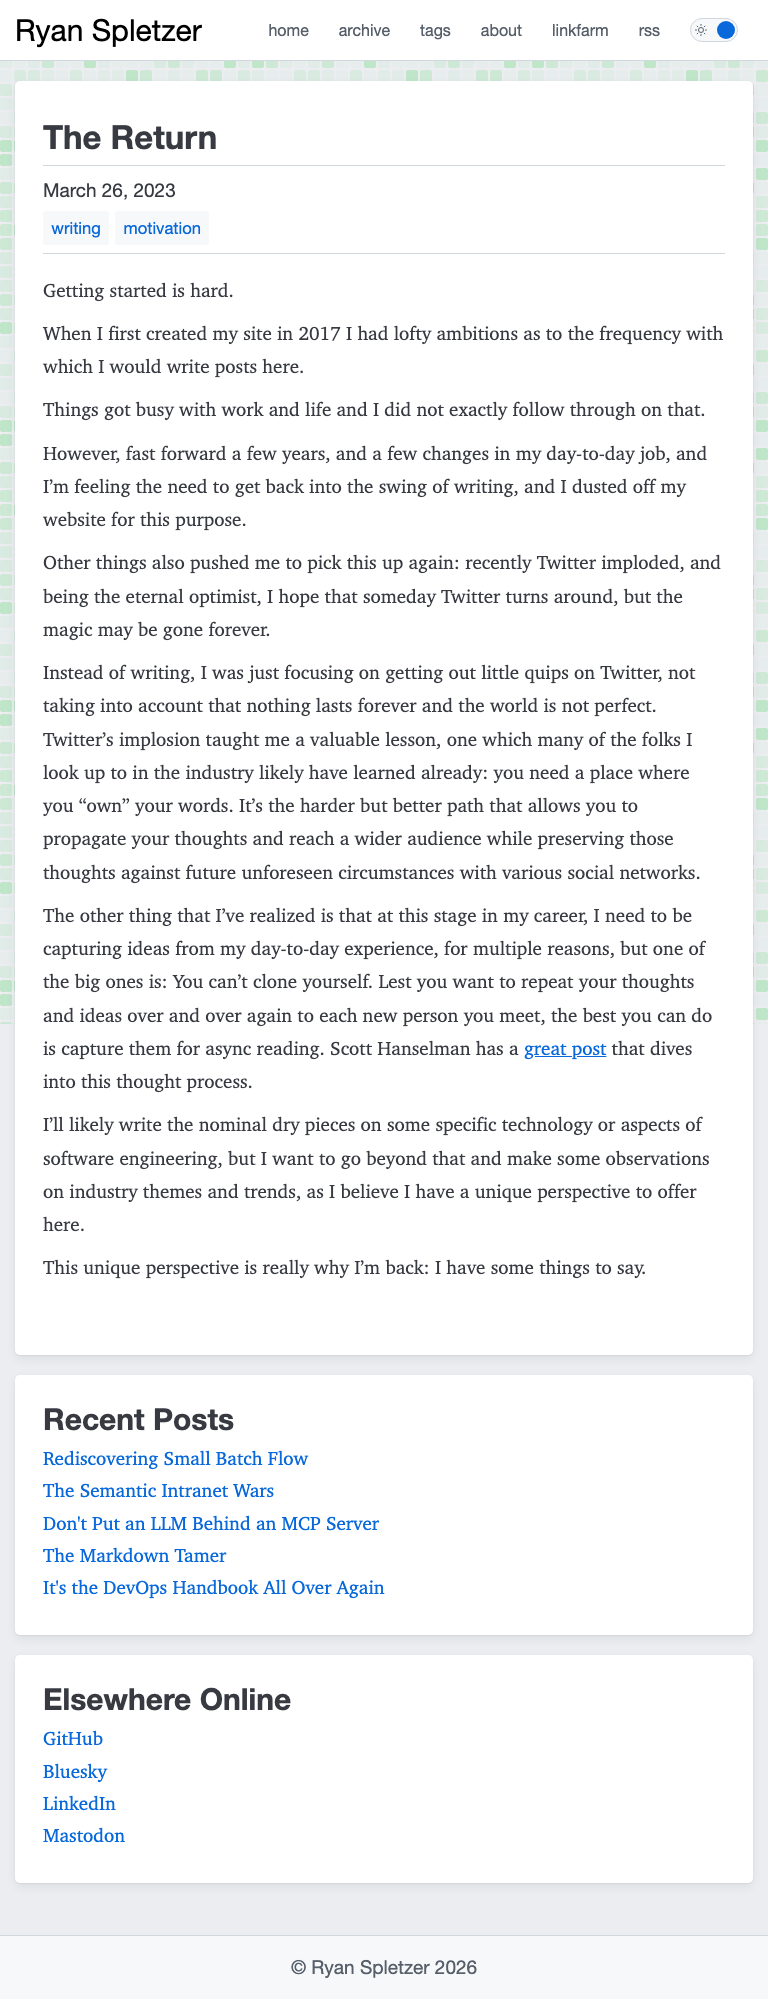 Ryan Spletzer
home archive tags about linkfarm rss
The Return
March 26, 2023
writing motivation
Getting started is hard.
When I first created my site in 2017 I had lofty ambitions as to the frequency with
which I would write posts here.
Things got busy with work and life and I did not exactly follow through on that.
However, fast forward a few years, and a few changes in my day-to-day job, and
I’m feeling the need to get back into the swing of writing, and I dusted off my
website for this purpose.
Other things also pushed me to pick this up again: recently Twitter imploded, and
being the eternal optimist, I hope that someday Twitter turns around, but the
magic may be gone forever.
Instead of writing, I was just focusing on getting out little quips on Twitter, not
taking into account that nothing lasts forever and the world is not perfect.
Twitter’s implosion taught me a valuable lesson, one which many of the folks I
look up to in the industry likely have learned already: you need a place where
you “own” your words. It’s the harder but better path that allows you to
propagate your thoughts and reach a wider audience while preserving those
thoughts against future unforeseen circumstances with various social networks.
The other thing that I’ve realized is that at this stage in my career, I need to be
capturing ideas from my day-to-day experience, for multiple reasons, but one of
the big ones is: You can’t clone yourself. Lest you want to repeat your thoughts
and ideas over and over again to each new person you meet, the best you can do
is capture them for async reading. Scott Hanselman has a great post that dives
into this thought process.
I’ll likely write the nominal dry pieces on some specific technology or aspects of
software engineering, but I want to go beyond that and make some observations
on industry themes and trends, as I believe I have a unique perspective to offer
here.
This unique perspective is really why I’m back: I have some things to say.
Recent Posts
Rediscovering Small Batch Flow
The Semantic Intranet Wars
Don't Put an LLM Behind an MCP Server
The Markdown Tamer
It's the DevOps Handbook All Over Again
Elsewhere Online
GitHub
Bluesky
LinkedIn
Mastodon
© Ryan Spletzer 2026